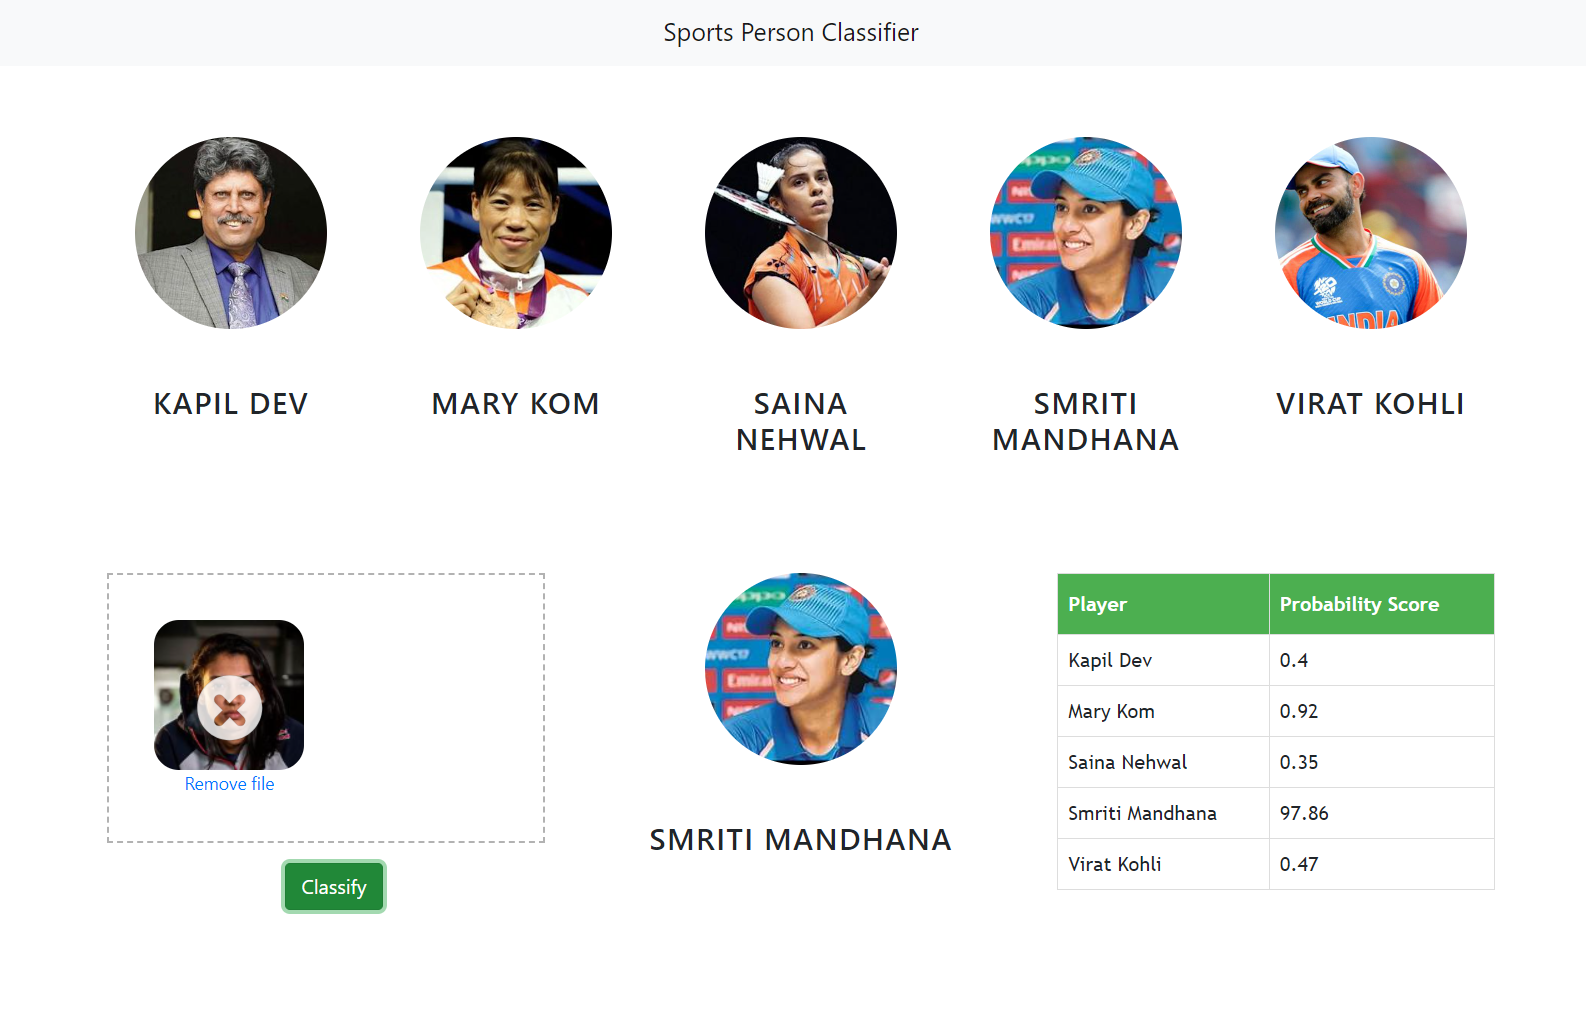 Sports Person Classifier
KAPIL DEV
MARY KOM
SAINA
NEHWAL
SMRITI
MANDHANA
VIRAT KOHLI
INDIA
Remove file
Classify
SMRITI MANDHANA
Player Probability Score
Kapil Dev 0.4
Mary Kom 0.92
Saina Nehwal 0.35
Smriti Mandhana 97.86
Virat Kohli 0.47